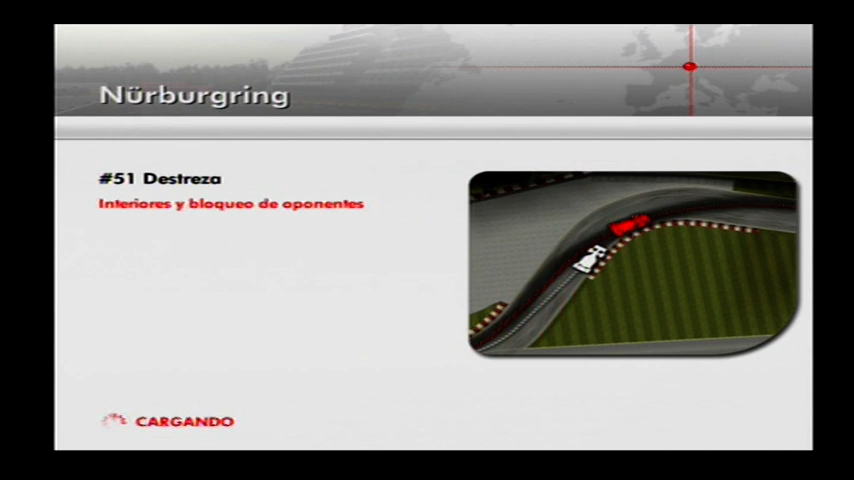 Nürburgring
#51 Destreza
Interiores y bloqueo de oponentes
CARGANDO